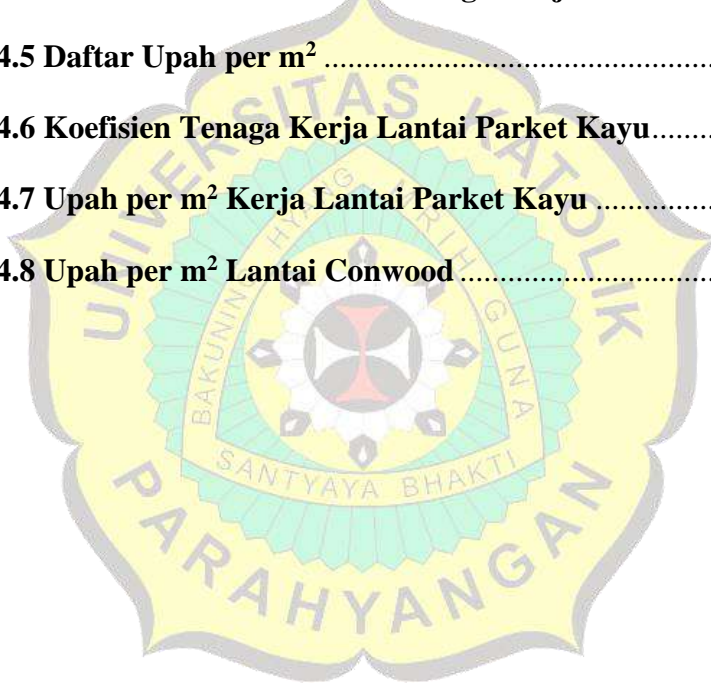 4.5 Daftar Upah per m²
4.6 Koefisien Tenaga Kerja Lantai Parket Kayu
4.7 Upah per m² Kerja Lantai Parket Kayu
4.8 Upah per m² Lantai Conwood
UNIVERSITAS KATOLIK
PARAHYANGAN
BAKUNING HYANG MRIH GUNA
SANTYAYA BHAKTI